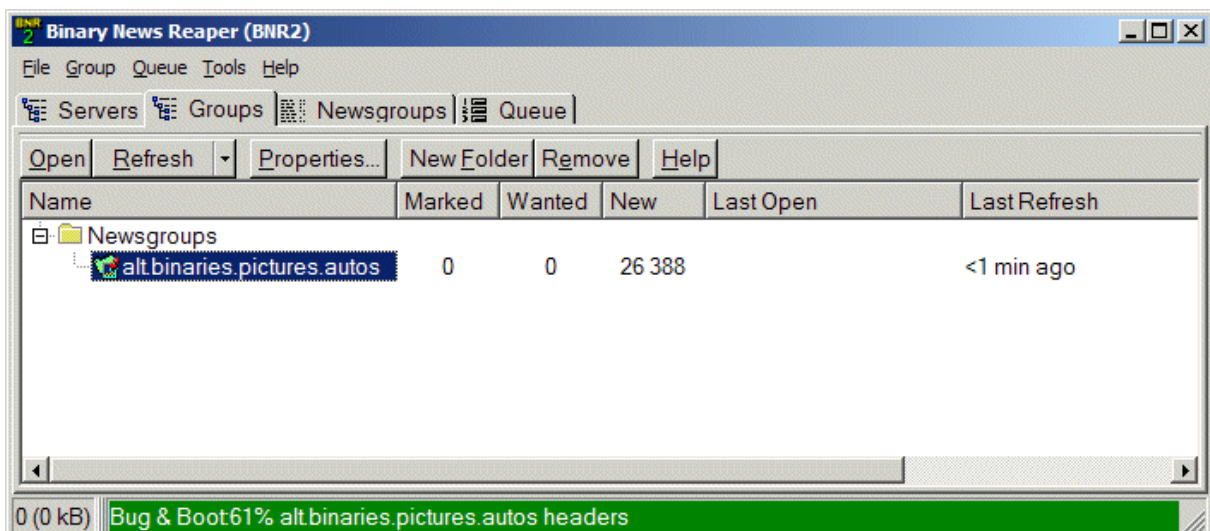 BNR 2 Binary News Reaper (BNR2)
File Group Queue Tools Help
Servers Groups Newsgroups Queue
Open Refresh Properties... New Folder Remove Help
Name Marked Wanted New Last Open Last Refresh
Newsgroups
alt.binaries.pictures.autos 0 0 26 388 <1 min ago
0 (0 kB) Bug & Boot:61% alt.binaries.pictures.autos headers